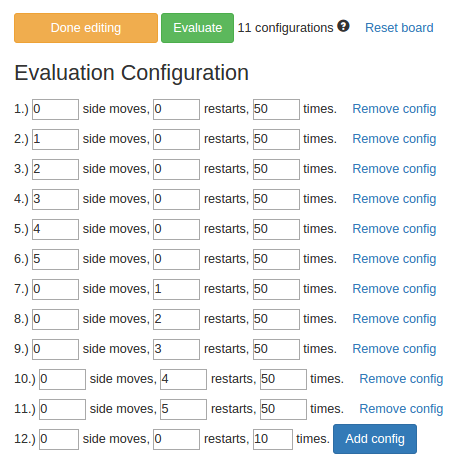 Done editing Evaluate 11 configurations ? Reset board
Evaluation Configuration
1.) 0 side moves, 0 restarts, 50 times. Remove config
2.) 1 side moves, 0 restarts, 50 times. Remove config
3.) 2 side moves, 0 restarts, 50 times. Remove config
4.) 3 side moves, 0 restarts, 50 times. Remove config
5.) 4 side moves, 0 restarts, 50 times. Remove config
6.) 5 side moves, 0 restarts, 50 times. Remove config
7.) 0 side moves, 1 restarts, 50 times. Remove config
8.) 0 side moves, 2 restarts, 50 times. Remove config
9.) 0 side moves, 3 restarts, 50 times. Remove config
10.) 0 side moves, 4 restarts, 50 times. Remove config
11.) 0 side moves, 5 restarts, 50 times. Remove config
12.) 0 side moves, 0 restarts, 10 times. Add config